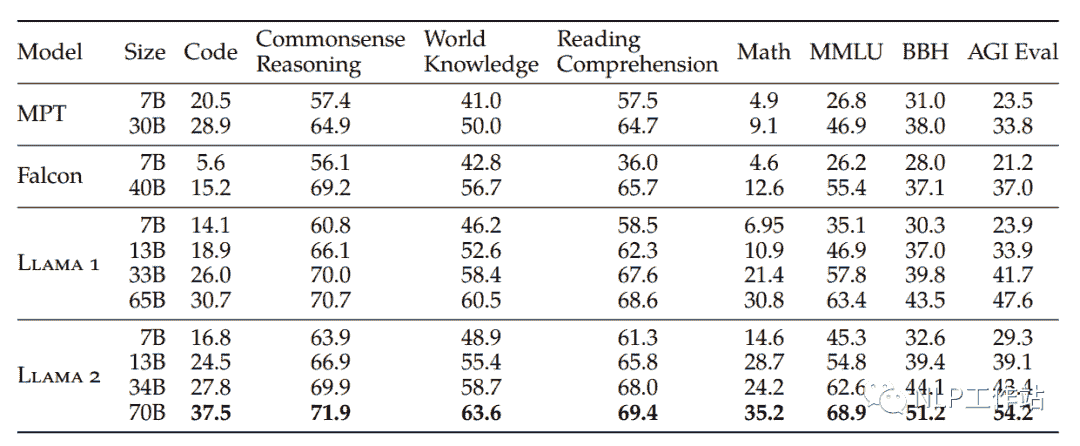 Model Size Code Commonsense Reasoning World Knowledge Reading Comprehension Math MMLU BBH AGI Eval
MPT 7B 20.5 57.4 41.0 57.5 4.9 26.8 31.0 23.5
30B 28.9 64.9 50.0 64.7 9.1 46.9 38.0 33.8
Falcon 7B 5.6 56.1 42.8 36.0 4.6 26.2 28.0 21.2
40B 15.2 69.2 56.7 65.7 12.6 55.4 37.1 37.0
LLAMA 1 7B 14.1 60.8 46.2 58.5 6.95 35.1 30.3 23.9
13B 18.9 66.1 52.6 62.3 10.9 46.9 37.0 33.9
33B 26.0 70.0 58.4 67.6 21.4 57.8 39.8 41.7
65B 30.7 70.7 60.5 68.6 30.8 63.4 43.5 47.6
LLAMA 2 7B 16.8 63.9 48.9 61.3 14.6 45.3 32.6 29.3
13B 24.5 66.9 55.4 65.8 28.7 54.8 39.4 39.1
34B 27.8 69.9 58.7 68.0 24.2 62.6 44.1 43.4
70B 37.5 71.9 63.6 69.4 35.2 68.9 51.2 54.2
NLP工作站